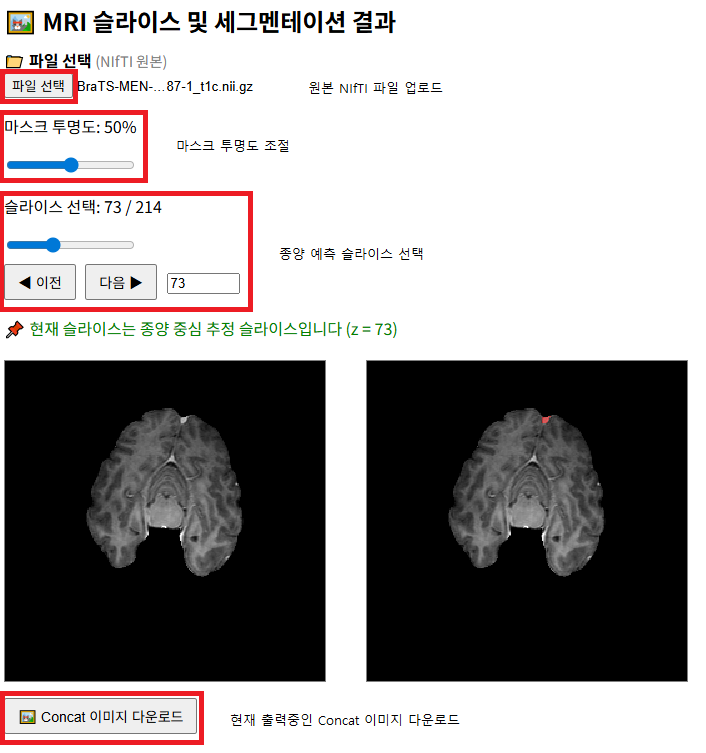 MRI 슬라이스 및 세그멘테이션 결과
파일 선택 (NIfTI 원본)
파일 선택 BraTS-MEN-...87-1_t1c.nii.gz 원본 NIfTI 파일 업로드
마스크 투명도: 50%
마스크 투명도 조절
슬라이스 선택: 73 / 214
종양 예측 슬라이스 선택
◀ 이전 다음 ▶ 73
현재 슬라이스는 종양 중심 추정 슬라이스입니다 (z = 73)
Concat 이미지 다운로드 현재 출력중인 Concat 이미지 다운로드